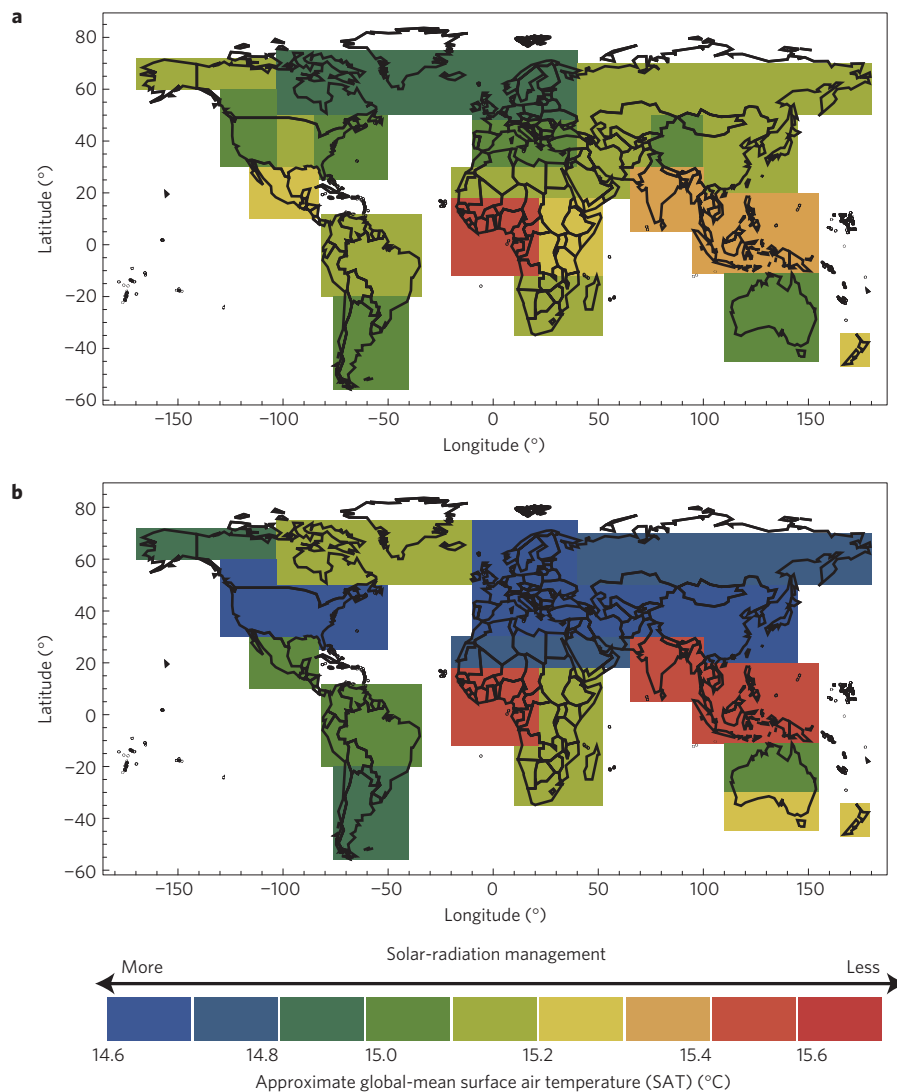 a
80
60
40
20
0
−20
−40
−60
Latitude (°)
−150 −100 −50 0 50 100 150
Longitude (°)
b
80
60
40
20
0
−20
−40
−60
Latitude (°)
−150 −100 −50 0 50 100 150
Longitude (°)
Solar-radiation management
More Less
14.6 14.8 15.0 15.2 15.4 15.6
Approximate global-mean surface air temperature (SAT) (°C)